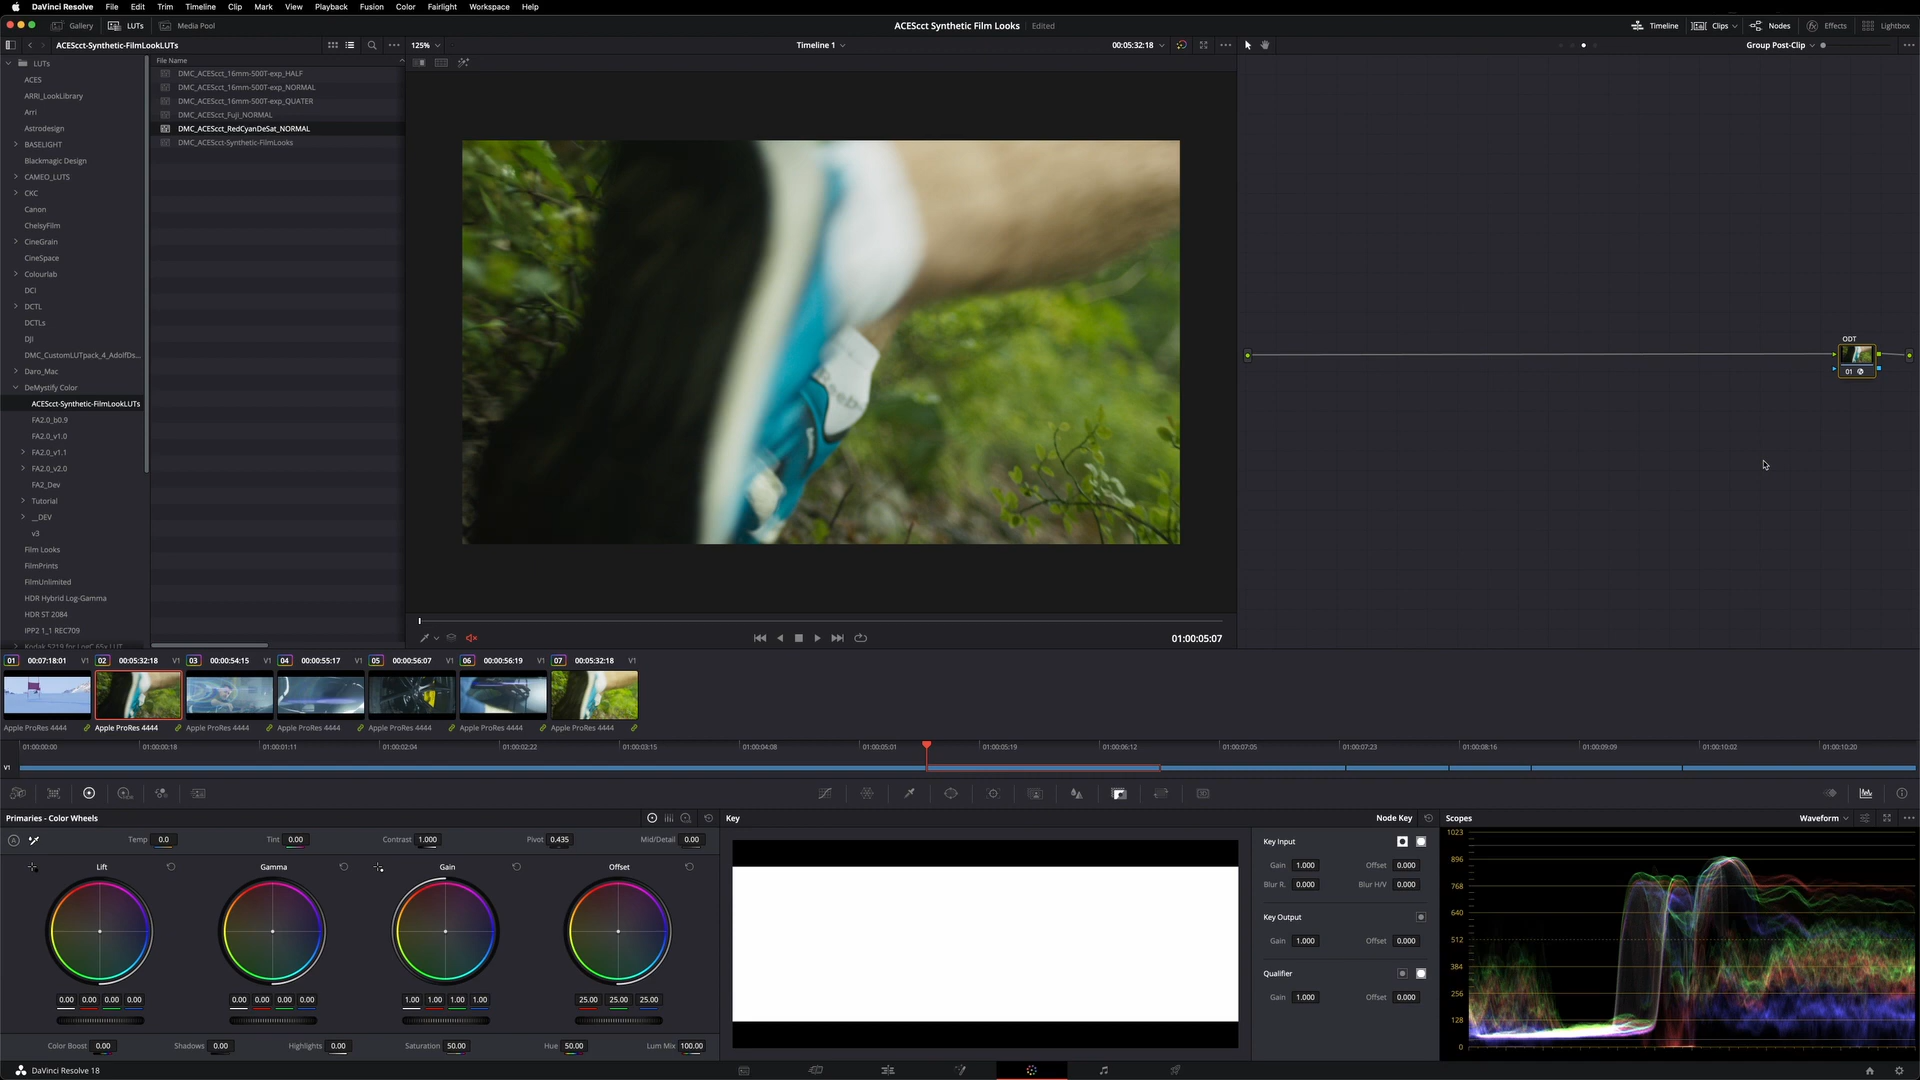 DaVinci Resolve File Edit Trim Timeline Clip Mark View Playback Fusion Color Fairlight Workspace Help
Gallery LUTs Media Pool ACEScct Synthetic Film Looks Edited Timeline Clips Nodes Effects Lightbox
ACEScct-Synthetic-FilmLookLUTs 125% Timeline 1 00:05:32:18 Group Post-Clip
LUTs
ACES
ARRI_LookLibrary
Arri
Astrodesign
BASELIGHT
Blackmagic Design
CAMEO_LUTS
CKC
Canon
ChelsyFilm
CineGrain
CineSpace
Colourlab
DCI
DCTL
DCTLs
DJI
DMC_CustomLUTpack_4_AdolfDs...
Daro_Mac
DeMystify Color
ACEScct-Synthetic-FilmLookLUTs
FA2.0_b0.9
FA2.0_v1.0
FA2.0_v1.1
FA2.0_v2.0
FA2_Dev
Tutorial
__DEV
v3
Film Looks
FilmPrints
FilmUnlimited
HDR Hybrid Log-Gamma
HDR ST 2084
IPP2 1_1 REC709
Kodak 5219 for LogC 65x LUT
File Name
DMC_ACEScct_16mm-500T-exp_HALF
DMC_ACEScct_16mm-500T-exp_NORMAL
DMC_ACEScct_16mm-500T-exp_QUATER
DMC_ACEScct_Fuji_NORMAL
DMC_ACEScct_RedCyanDeSat_NORMAL
DMC_ACEScct-Synthetic-FilmLooks
Reeb
ODT
01
01:00:05:07
01 00:07:18:01 V1 02 00:05:32:18 V1 03 00:00:54:15 V1 04 00:00:55:17 V1 05 00:00:56:07 V1 06 00:00:56:19 V1 07 00:05:32:18 V1
Apple ProRes 4444 Apple ProRes 4444 Apple ProRes 4444 Apple ProRes 4444 Apple ProRes 4444 Apple ProRes 4444 Apple ProRes 4444
01:00:00:00 01:00:00:18 01:00:01:11 01:00:02:04 01:00:02:22 01:00:03:15 01:00:04:08 01:00:05:01 01:00:05:19 01:00:06:12 01:00:07:05 01:00:07:23 01:00:08:16 01:00:09:09 01:00:10:02 01:00:10:20
V1
Primaries - Color Wheels
Temp 0.0 Tint 0.00 Contrast 1.000 Pivot 0.435 Mid/Detail 0.00
Lift Gamma Gain Offset
0.00 0.00 0.00 0.00 0.00 0.00 0.00 0.00 1.00 1.00 1.00 1.00 25.00 25.00 25.00
Color Boost 0.00 Shadows 0.00 Highlights 0.00 Saturation 50.00 Hue 50.00 Lum Mix 100.00
Key Node Key
Key Input
Gain 1.000 Offset 0.000
Blur R. 0.000 Blur H/V 0.000
Key Output
Gain 1.000 Offset 0.000
Qualifier
Gain 1.000 Offset 0.000
Scopes Waveform
1023
896
768
640
512
384
256
128
0
DaVinci Resolve 18